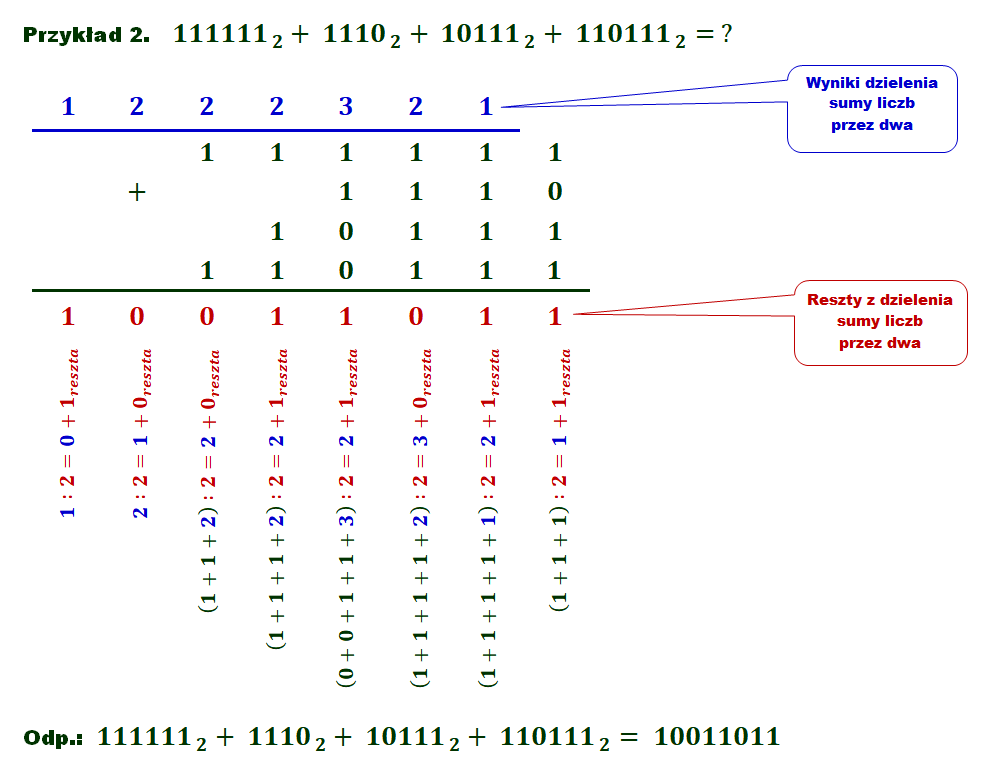 Przykład 2. 111111₂ + 1110₂ + 10111₂ + 110111₂ = ?
1 2 2 2 3 2 1
Wyniki dzielenia
sumy liczb
przez dwa
1 1 1 1 1 1
+ 1 1 1 0
1 0 1 1 1
1 1 0 1 1 1
1 0 0 1 1 0 1 1
Reszty z dzielenia
sumy liczb
przez dwa
1 : 2 = 0 + 1reszta
2 : 2 = 1 + 0reszta
(1 + 1 + 2) : 2 = 2 + 0reszta
(1 + 1 + 1 + 2) : 2 = 2 + 1reszta
(0 + 0 + 1 + 1 + 3) : 2 = 2 + 1reszta
(1 + 1 + 1 + 1 + 2) : 2 = 3 + 0reszta
(1 + 1 + 1 + 1 + 1) : 2 = 2 + 1reszta
(1 + 1 + 1) : 2 = 1 + 1reszta
Odp.: 111111₂ + 1110₂ + 10111₂ + 110111₂ = 10011011